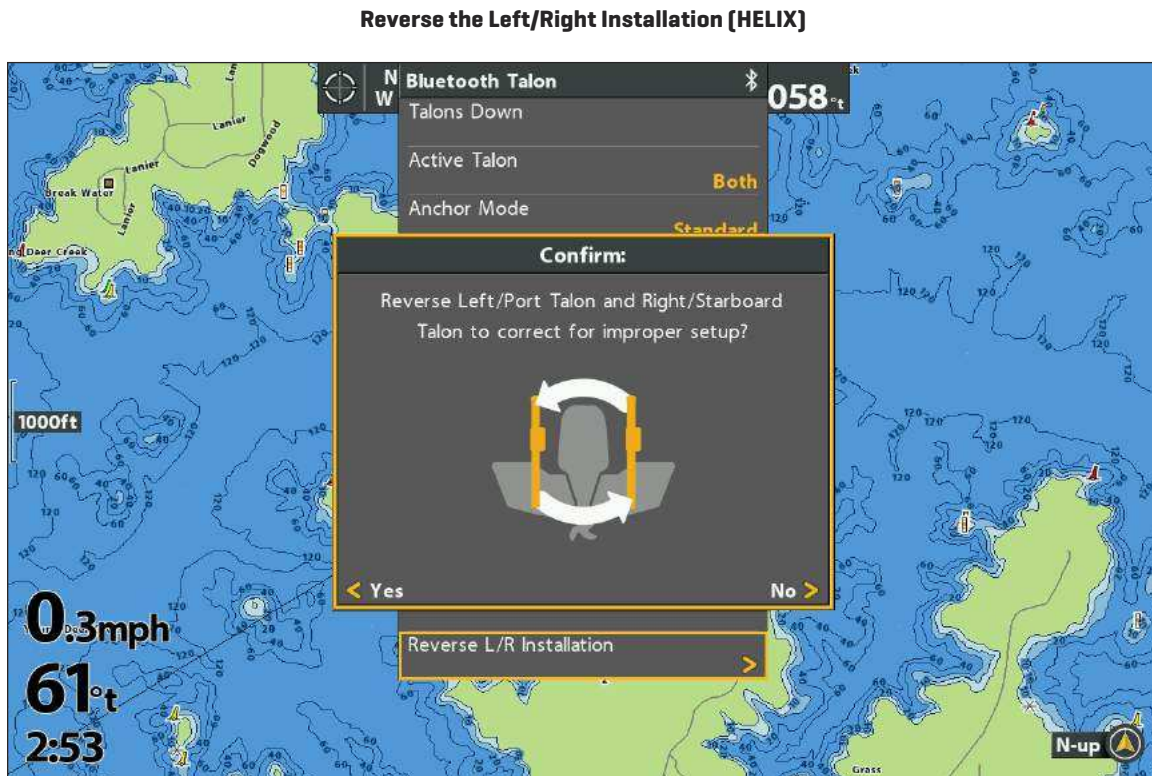 Reverse the Left/Right Installation (HELIX)
N
W
Bluetooth Talon
058°t
Talons Down
Active Talon
Both
Anchor Mode
Standard
Confirm:
Reverse Left/Port Talon and Right/Starboard
Talon to correct for improper setup?
< Yes
No >
Reverse L/R Installation
>
Lanier
Dogwood
Lanier
Break Water
Lanier
Deer Creek
1000ft
0.3mph
61°t
2:53
N-up
Grass